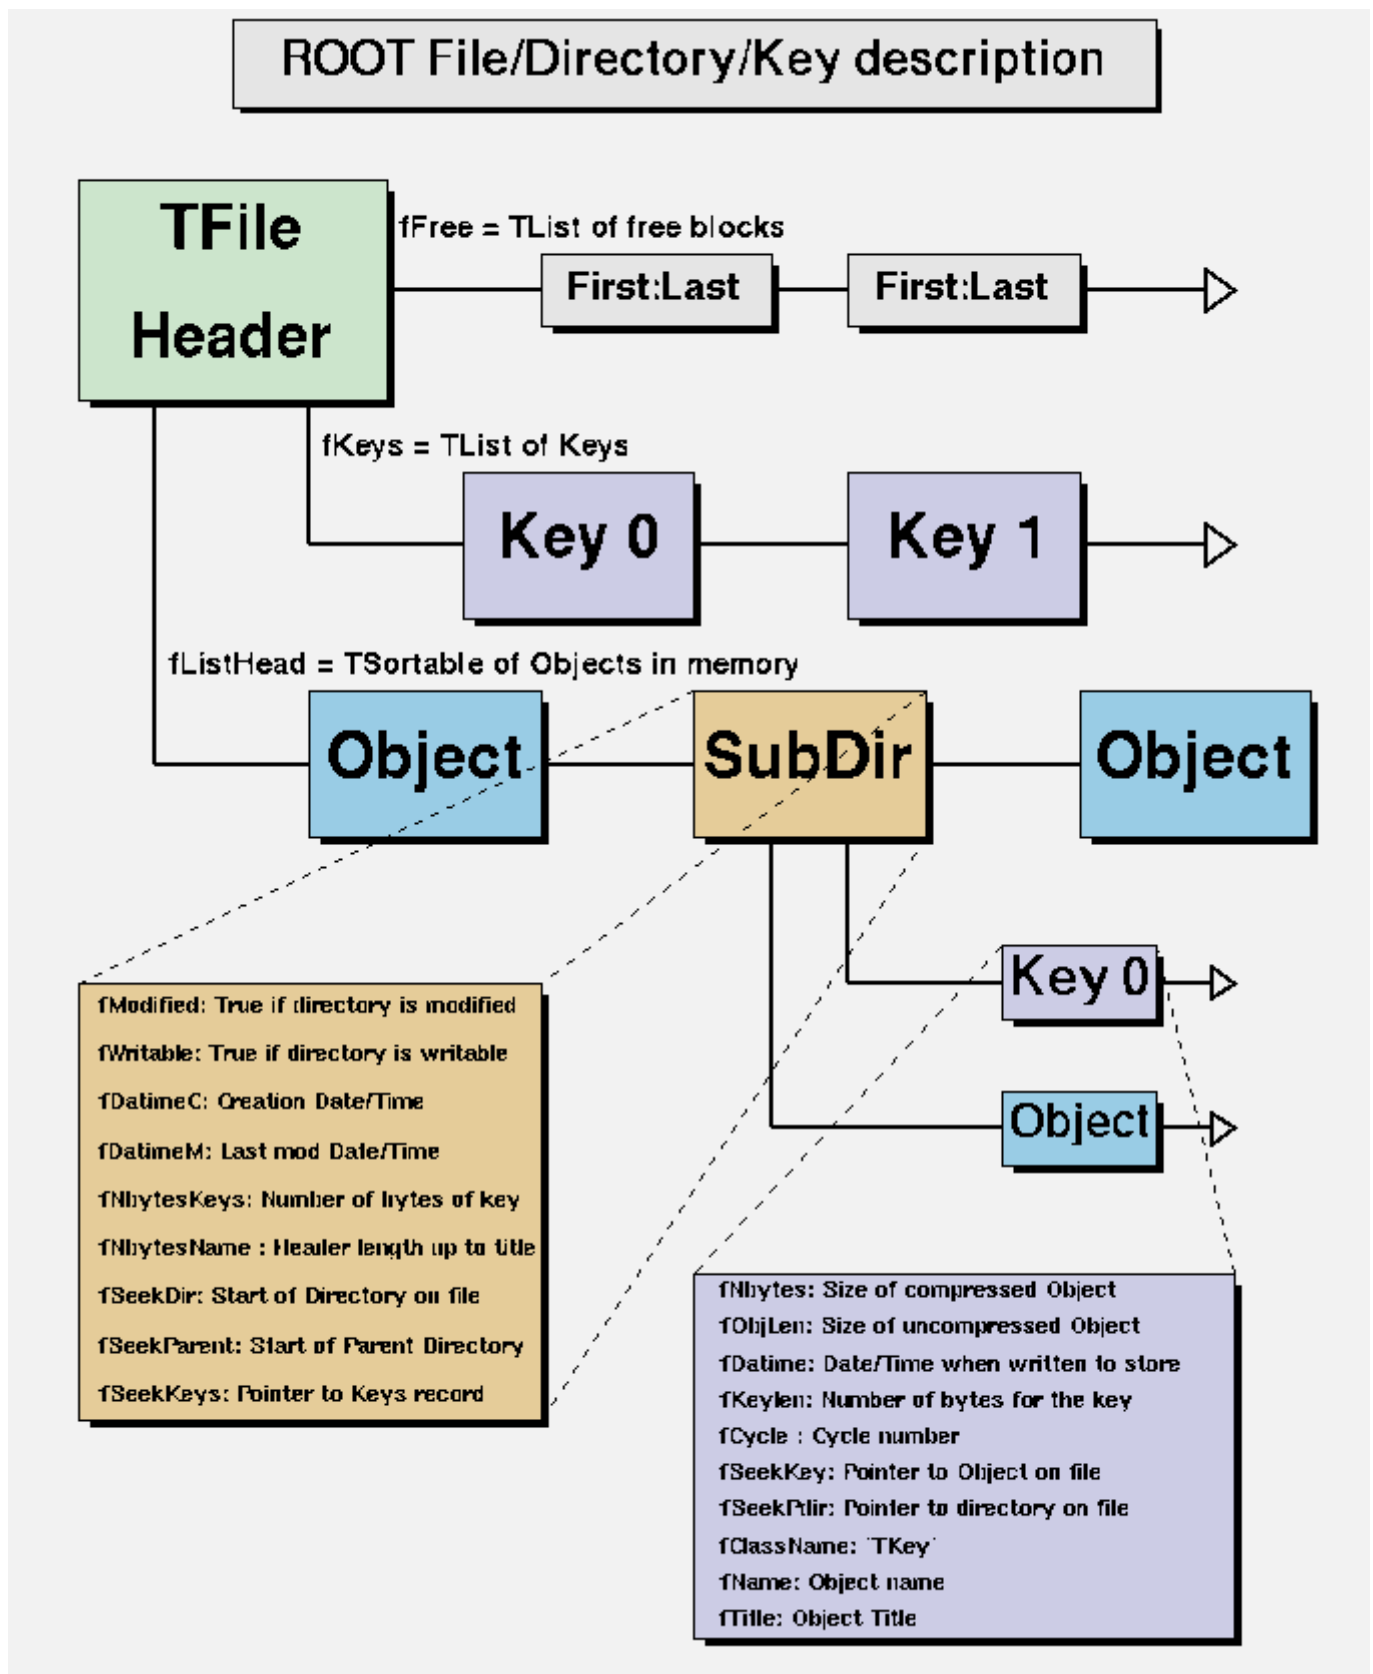 ROOT File/Directory/Key description
TFile
Header
fFree = TList of free blocks
First:Last
First:Last
fKeys = TList of Keys
Key 0
Key 1
fListHead = TSortable of Objects in memory
Object
SubDir
Object
Key 0
Object
fModified: True if directory is modified
fWritable: True if directory is writable
fDatimeC: Creation Date/Time
fDatimeM: Last mod Date/Time
fNbytesKeys: Number of bytes of key
fNbytesName : Header length up to title
fSeekDir: Start of Directory on file
fSeekParent: Start of Parent Directory
fSeekKeys: Pointer to Keys record
fNbytes: Size of compressed Object
fObjLen: Size of uncompressed Object
fDatime: Date/Time when written to store
fKeylen: Number of bytes for the key
fCycle : Cycle number
fSeekKey: Pointer to Object on file
fSeekPdir: Pointer to directory on file
fClassName: 'TKey'
fName: Object name
fTitle: Object Title